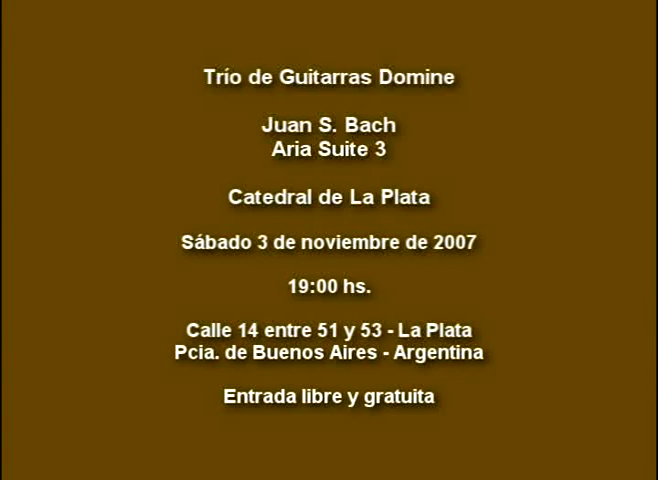 Trío de Guitarras Domine
Juan S. Bach
Aria Suite 3
Catedral de La Plata
Sábado 3 de noviembre de 2007
19:00 hs.
Calle 14 entre 51 y 53 - La Plata
Pcia. de Buenos Aires - Argentina
Entrada libre y gratuita